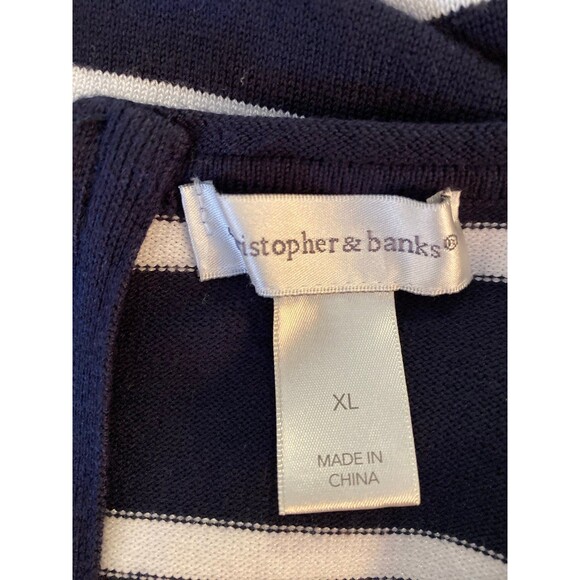 ristopher & banks®
XL
MADE IN
CHINA